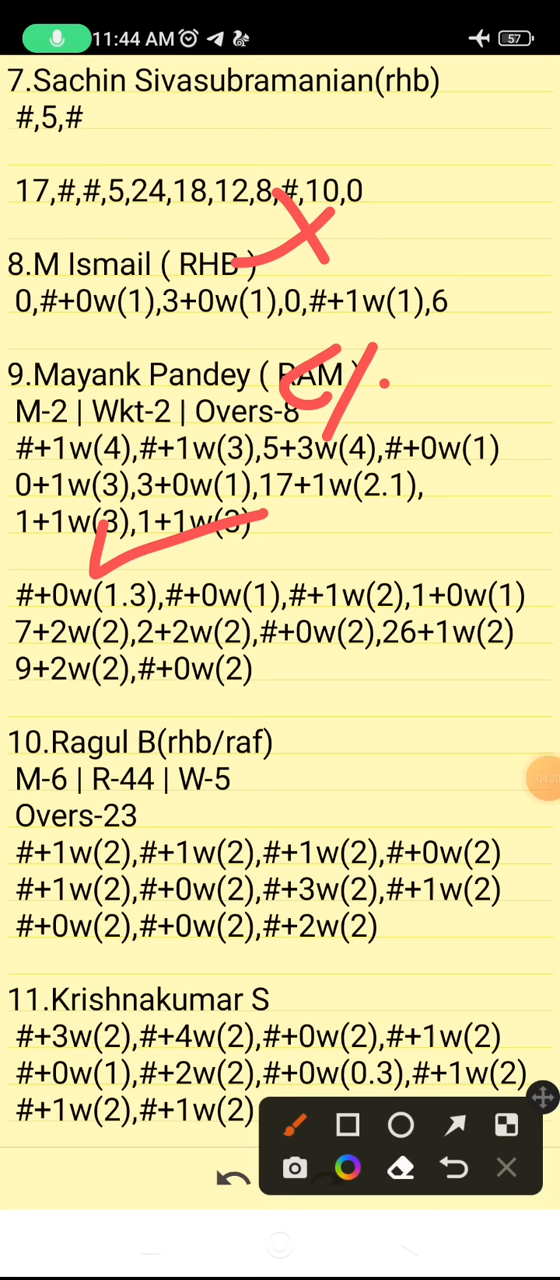 11:44 AM
57
7.Sachin Sivasubramanian(rhb)
#,5,#
17,#,#,5,24,18,12,8,#,10,0
8.M Ismail ( RHB )
0,#+0w(1),3+0w(1),0,#+1w(1),6
9.Mayank Pandey ( RAM )
M-2 | Wkt-2 | Overs-8
#+1w(4),#+1w(3),5+3w(4),#+0w(1)
0+1w(3),3+0w(1),17+1w(2.1),
1+1w(3),1+1w(3)
#+0w(1.3),#+0w(1),#+1w(2),1+0w(1)
7+2w(2),2+2w(2),#+0w(2),26+1w(2)
9+2w(2),#+0w(2)
10.Ragul B(rhb/raf)
M-6 | R-44 | W-5
Overs-23
#+1w(2),#+1w(2),#+1w(2),#+0w(2)
#+1w(2),#+0w(2),#+3w(2),#+1w(2)
#+0w(2),#+0w(2),#+2w(2)
11.Krishnakumar S
#+3w(2),#+4w(2),#+0w(2),#+1w(2)
#+0w(1),#+2w(2),#+0w(0.3),#+1w(2)
#+1w(2),#+1w(2)